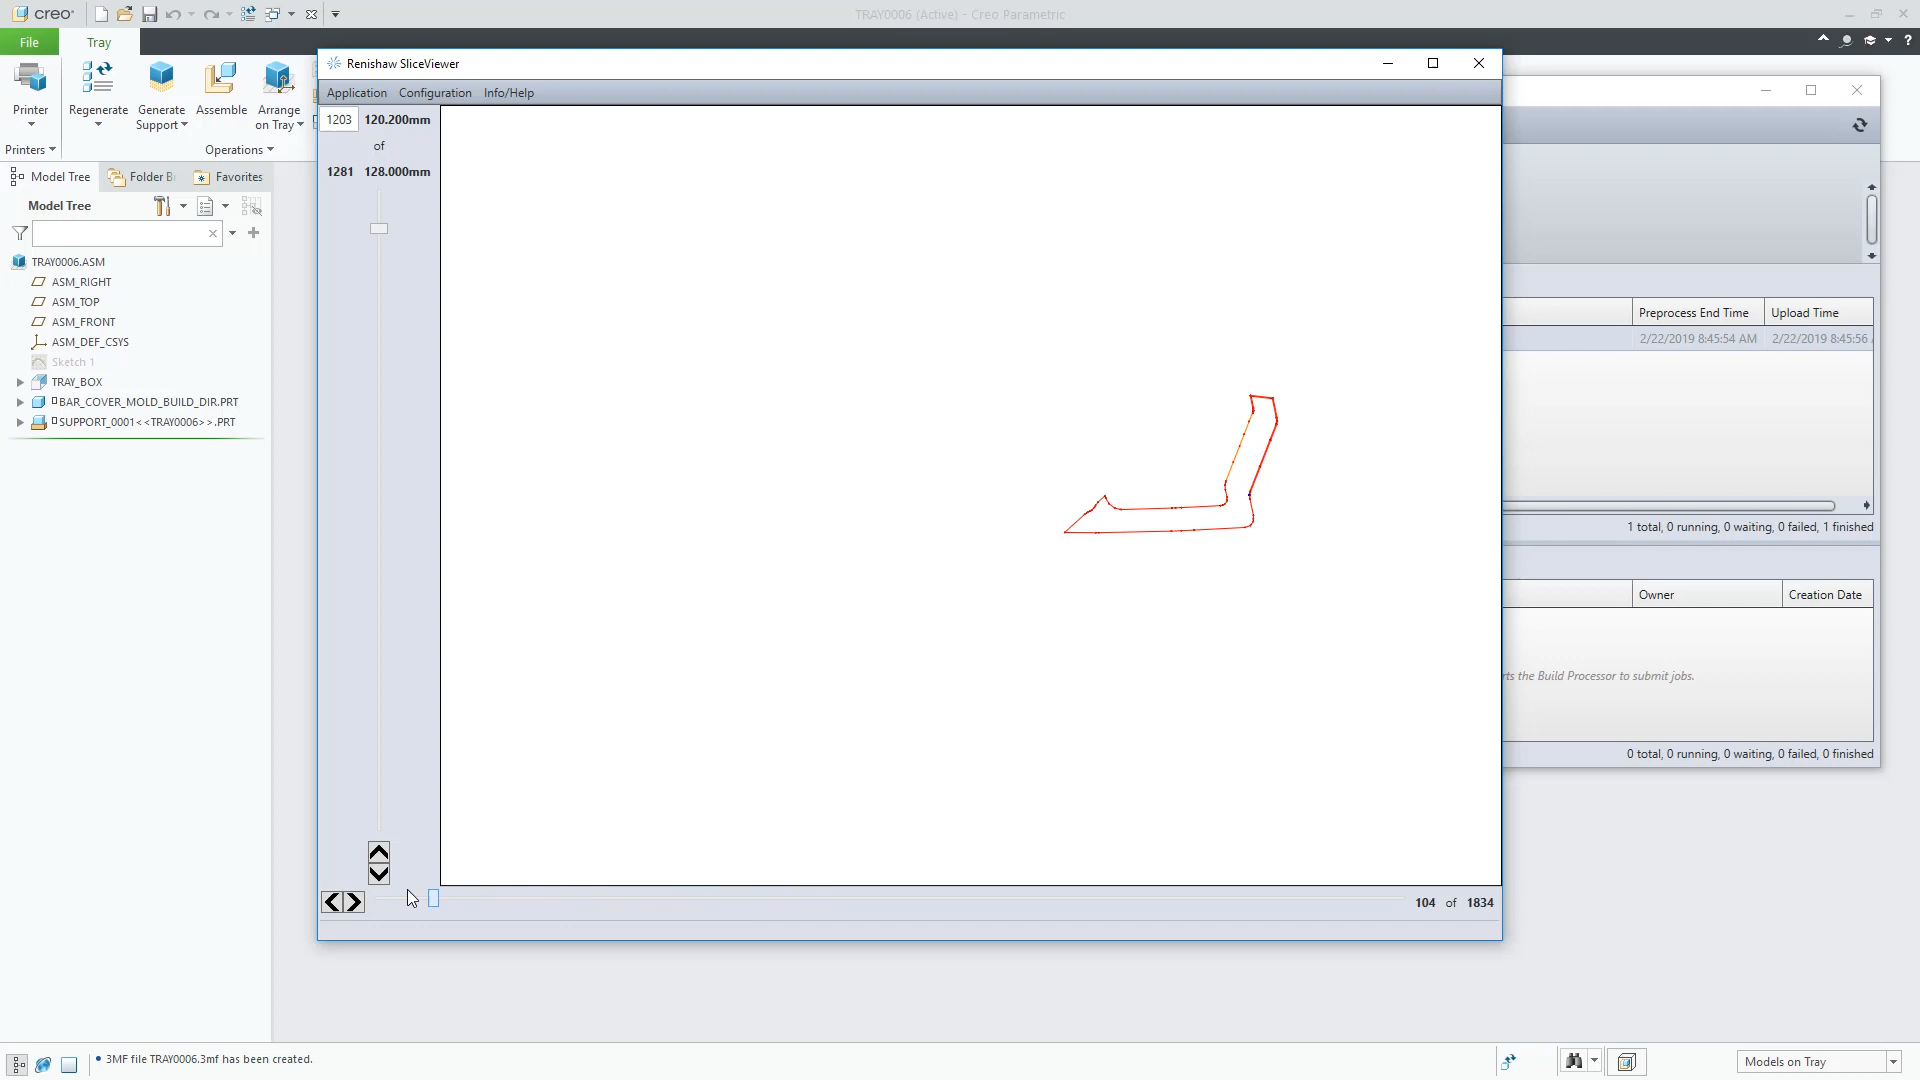 creo
TRAY0006 (Active) - Creo Parametric
File
Tray
Printer
Regenerate
Generate
Support
Assemble
Arrange
on Tray
Printers
Operations
Model Tree
Folder B
Favorites
Model Tree
TRAY0006.ASM
ASM_RIGHT
ASM_TOP
ASM_FRONT
ASM_DEF_CSYS
Sketch 1
TRAY_BOX
BAR_COVER_MOLD_BUILD_DIR.PRT
SUPPORT_0001<<TRAY0006>>.PRT
Renishaw SliceViewer
Application
Configuration
Info/Help
1203 120.200mm
of
1281 128.000mm
104 of 1834
Preprocess End Time
Upload Time
2/22/2019 8:45:54 AM
2/22/2019 8:45:56
1 total, 0 running, 0 waiting, 0 failed, 1 finished
Owner
Creation Date
rts the Build Processor to submit jobs.
0 total, 0 running, 0 waiting, 0 failed, 0 finished
3MF file TRAY0006.3mf has been created.
Models on Tray